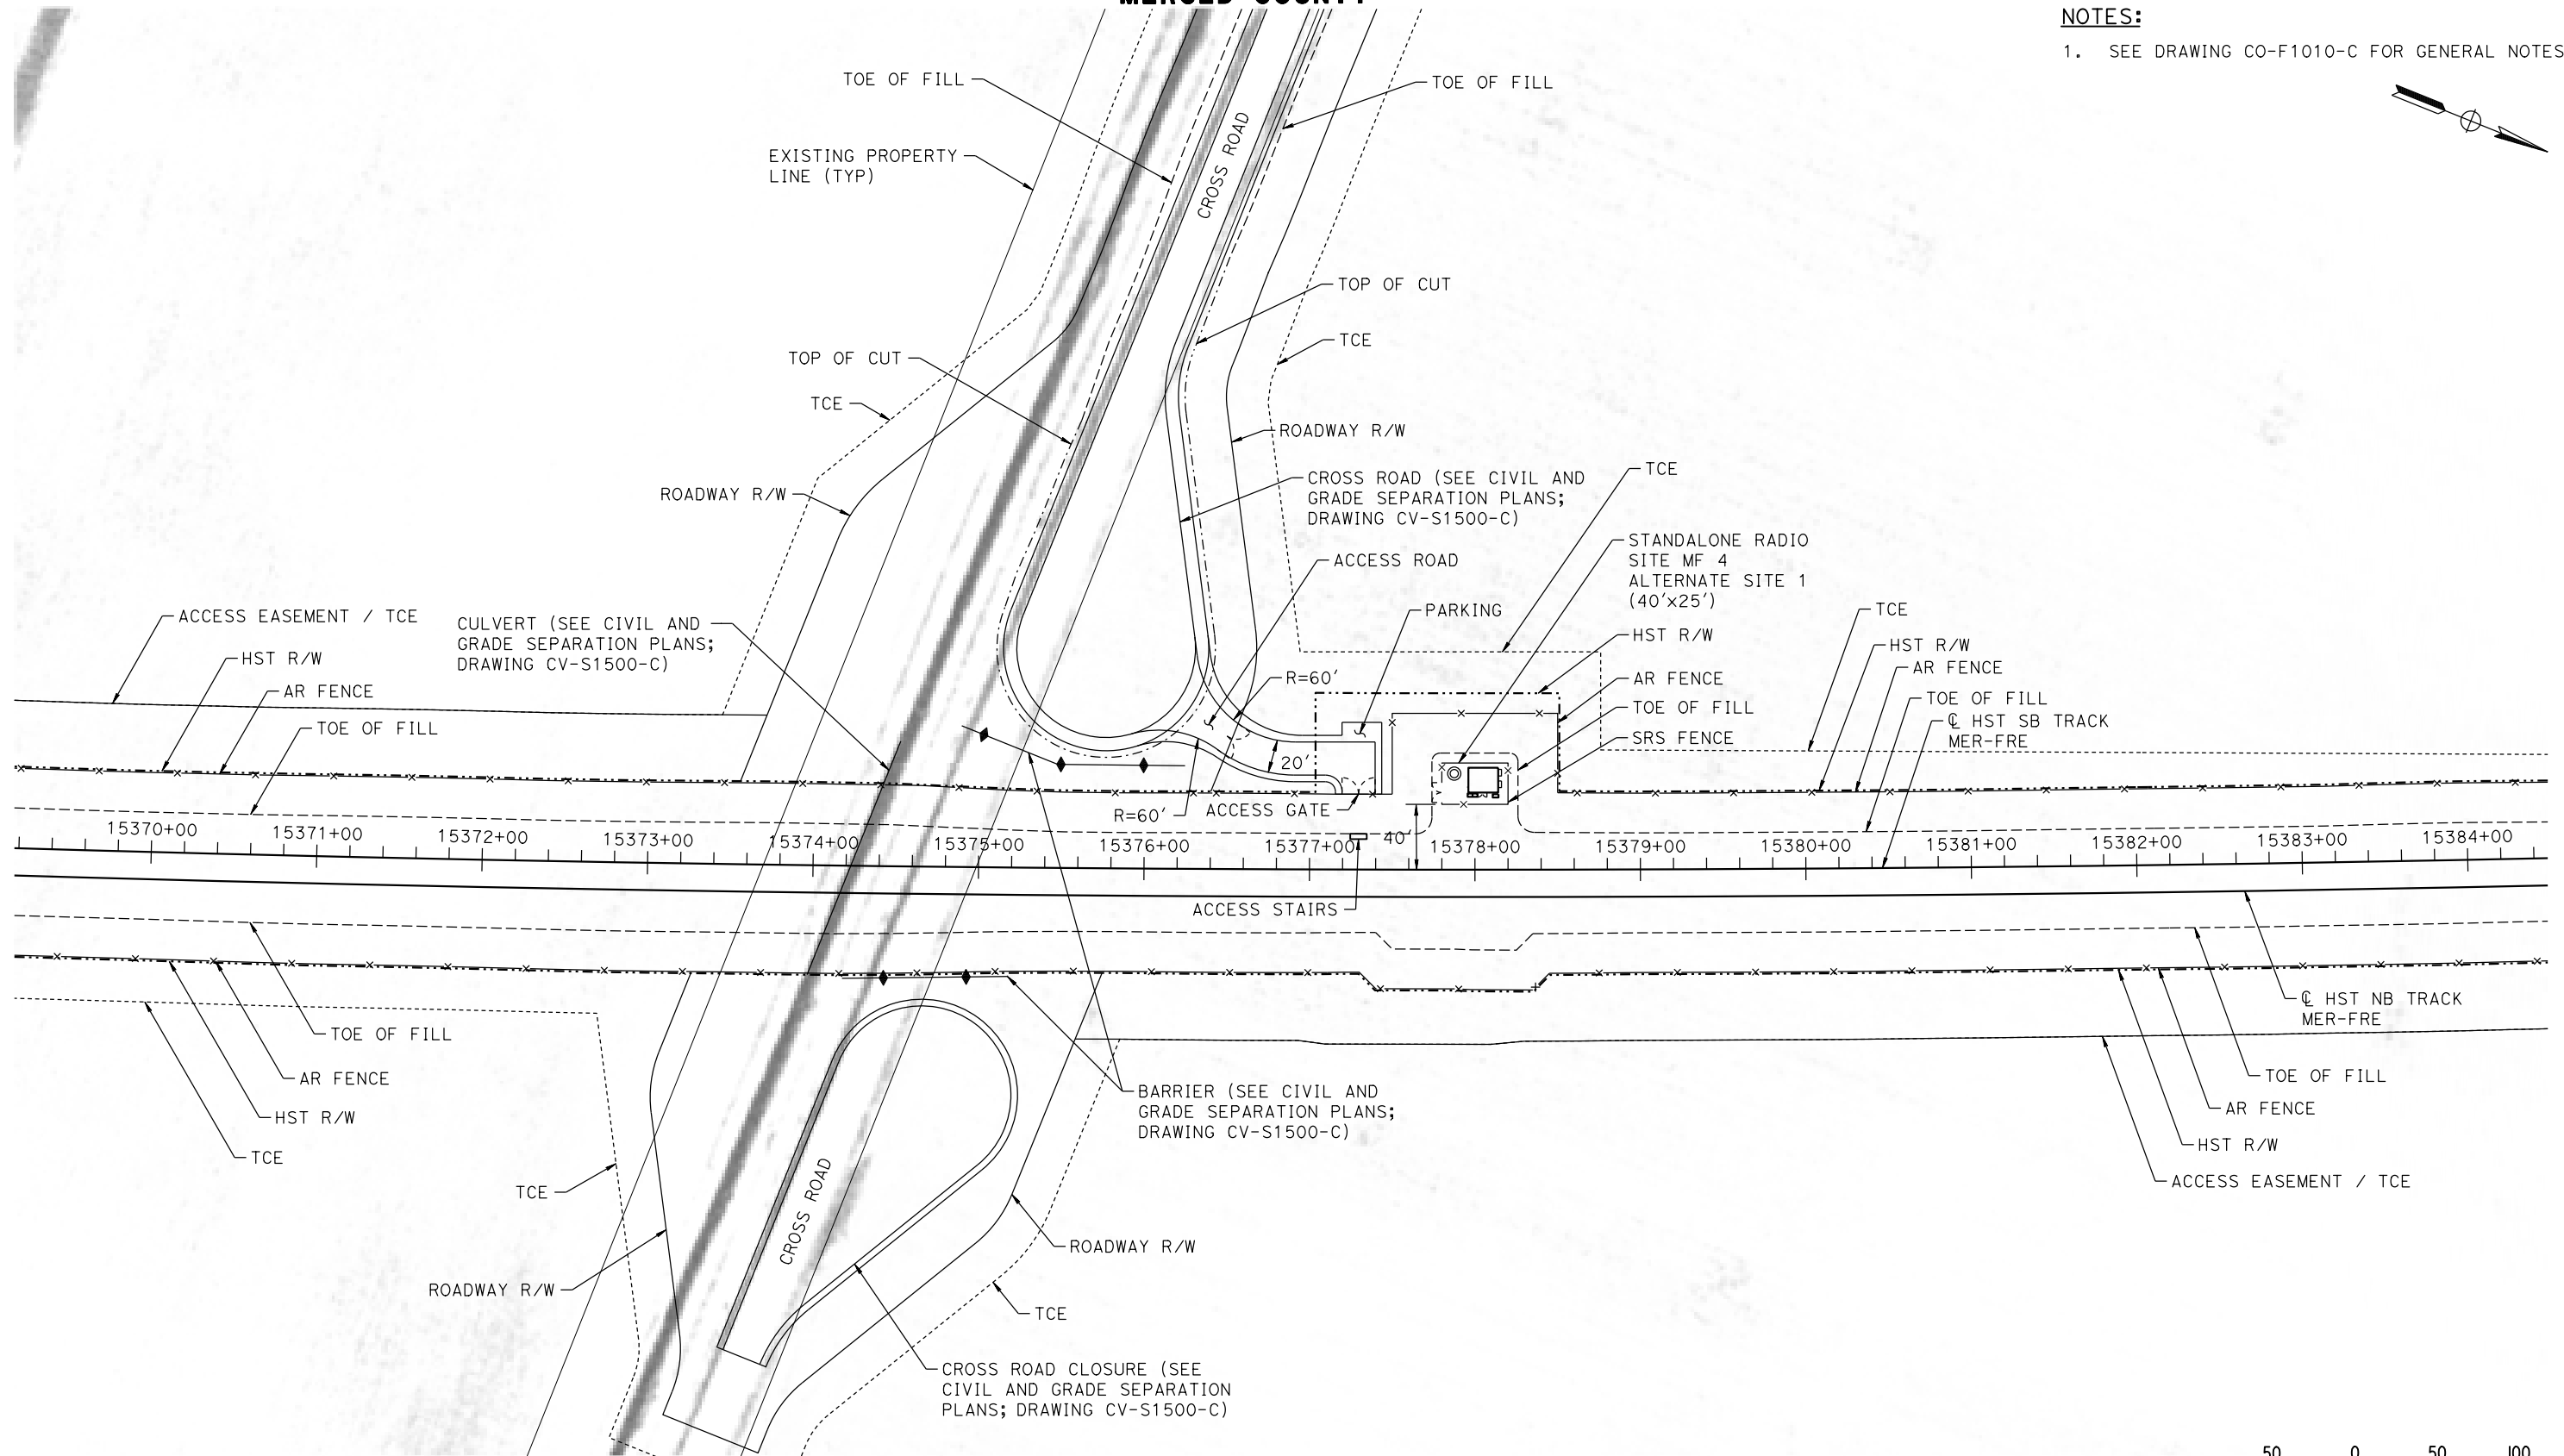 MERCED COUNTY
NOTES:
1. SEE DRAWING CO-F1010-C FOR GENERAL NOTES
TOE OF FILL
TOE OF FILL
CROSS ROAD
EXISTING PROPERTY
LINE (TYP)
TOP OF CUT
TCE
TOP OF CUT
TCE
ROADWAY R/W
ROADWAY R/W
CROSS ROAD (SEE CIVIL AND
GRADE SEPARATION PLANS;
DRAWING CV-S1500-C)
TCE
STANDALONE RADIO
SITE MF 4
ALTERNATE SITE 1
(40'x25')
ACCESS ROAD
PARKING
HST R/W
AR FENCE
TOE OF FILL
SRS FENCE
TCE
HST R/W
AR FENCE
TOE OF FILL
℄ HST SB TRACK
MER-FRE
ACCESS EASEMENT / TCE
HST R/W
AR FENCE
TOE OF FILL
CULVERT (SEE CIVIL AND
GRADE SEPARATION PLANS;
DRAWING CV-S1500-C)
R=60'
20'
R=60'
ACCESS GATE
40'
15370+00
15371+00
15372+00
15373+00
15374+00
15375+00
15376+00
15377+00
15378+00
15379+00
15380+00
15381+00
15382+00
15383+00
15384+00
ACCESS STAIRS
TOE OF FILL
AR FENCE
HST R/W
TCE
TCE
ROADWAY R/W
CROSS ROAD
BARRIER (SEE CIVIL AND
GRADE SEPARATION PLANS;
DRAWING CV-S1500-C)
ROADWAY R/W
TCE
CROSS ROAD CLOSURE (SEE
CIVIL AND GRADE SEPARATION
PLANS; DRAWING CV-S1500-C)
℄ HST NB TRACK
MER-FRE
TOE OF FILL
AR FENCE
HST R/W
ACCESS EASEMENT / TCE
50 0 50 100